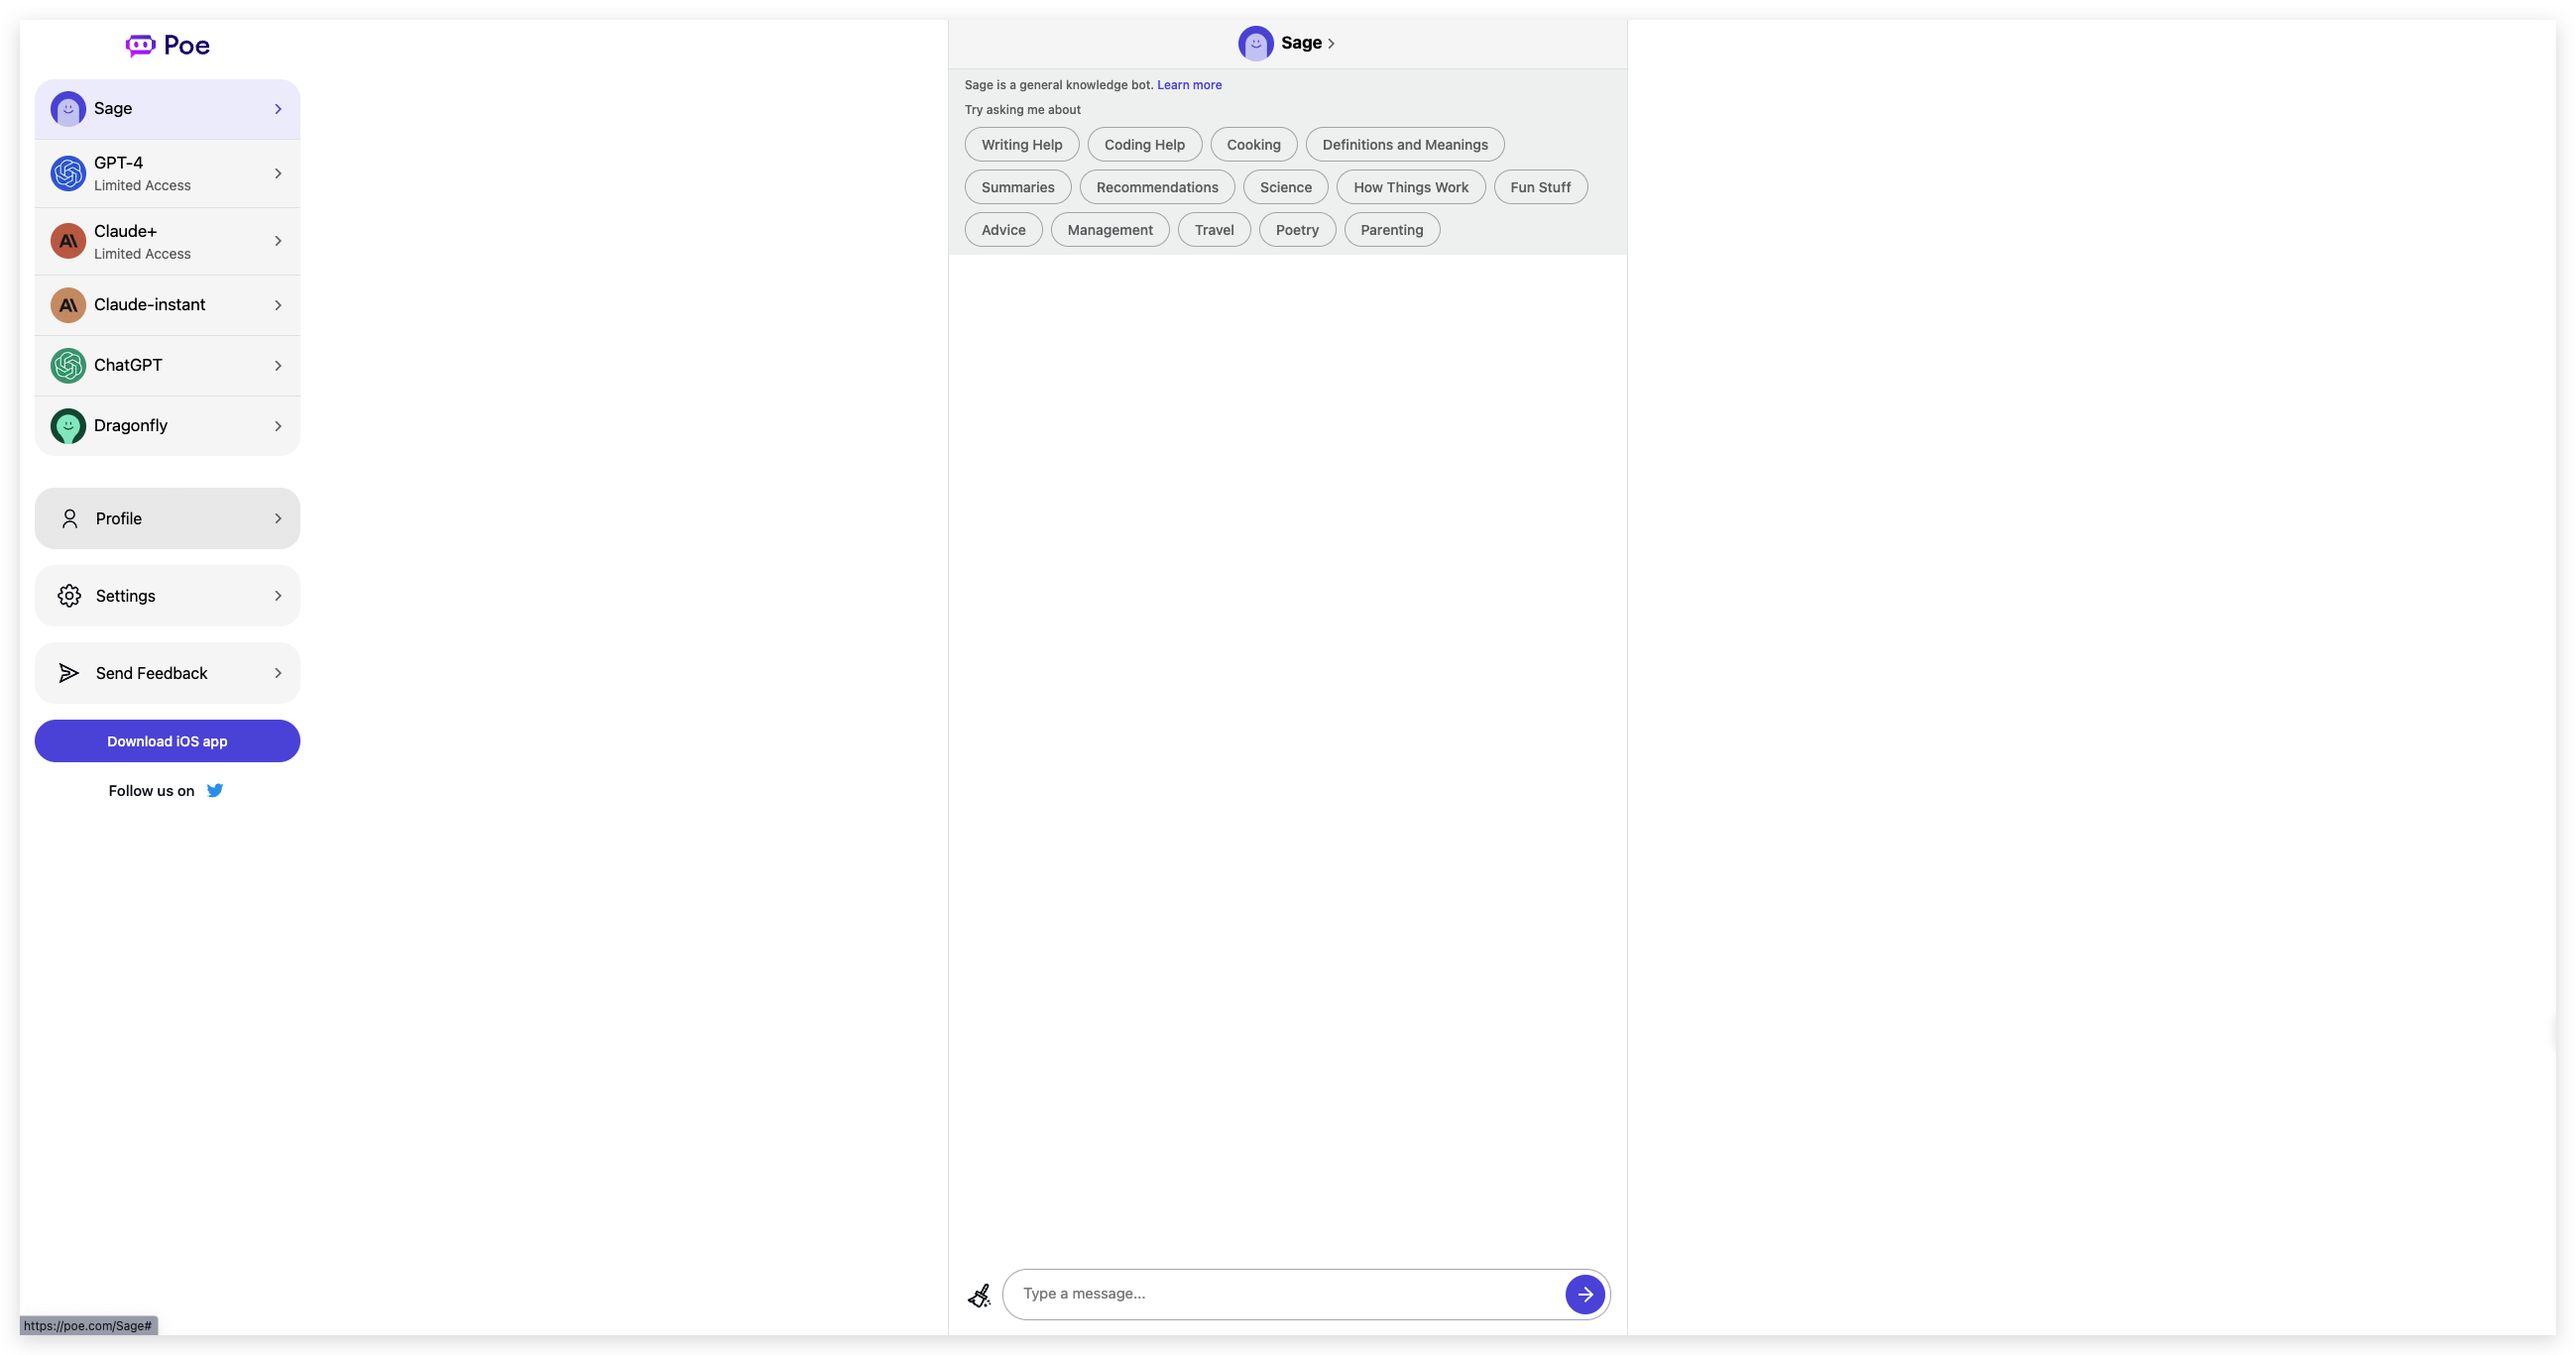 Poe
Sage
GPT-4
Limited Access
Claude+
Limited Access
Claude-instant
ChatGPT
Dragonfly
Profile
Settings
Send Feedback
Download iOS app
Follow us on
Sage
Sage is a general knowledge bot. Learn more
Try asking me about
Writing Help Coding Help Cooking Definitions and Meanings
Summaries Recommendations Science How Things Work Fun Stuff
Advice Management Travel Poetry Parenting
Type a message...
https://poe.com/Sage#